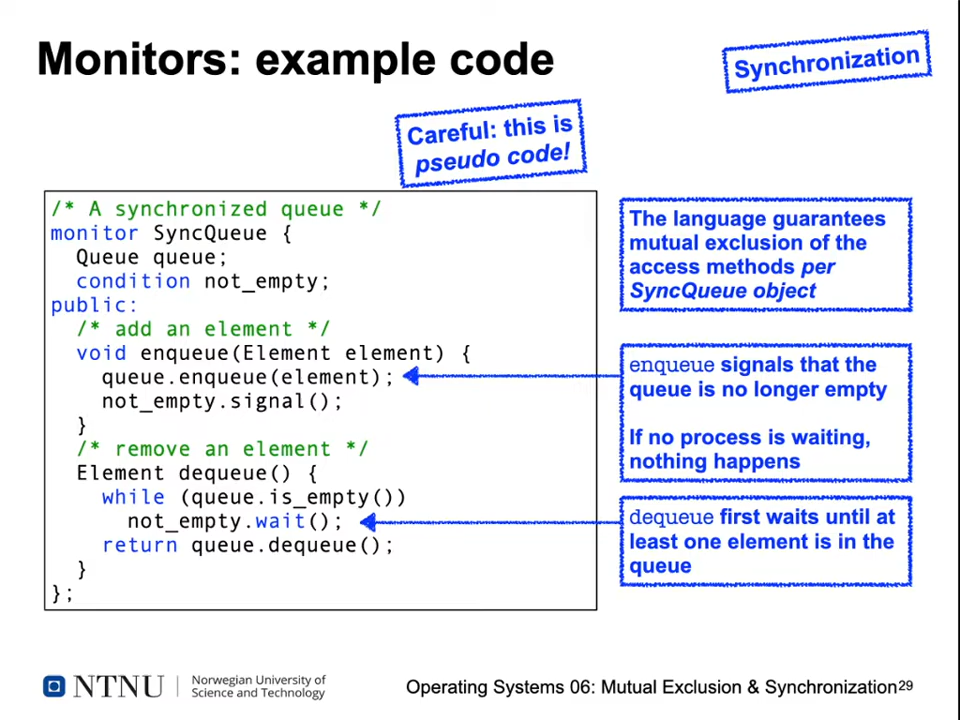 Monitors: example code
Synchronization
Careful: this is
pseudo code!
/* A synchronized queue */
monitor SyncQueue {
  Queue queue;
  condition not_empty;
public:
  /* add an element */
  void enqueue(Element element) {
    queue.enqueue(element);
    not_empty.signal();
  }
  /* remove an element */
  Element dequeue() {
    while (queue.is_empty())
      not_empty.wait();
    return queue.dequeue();
  }
};
The language guarantees
mutual exclusion of the
access methods per
SyncQueue object
enqueue signals that the
queue is no longer empty
If no process is waiting,
nothing happens
dequeue first waits until at
least one element is in the
queue
NTNU
Norwegian University of
Science and Technology
Operating Systems 06: Mutual Exclusion & Synchronization 29